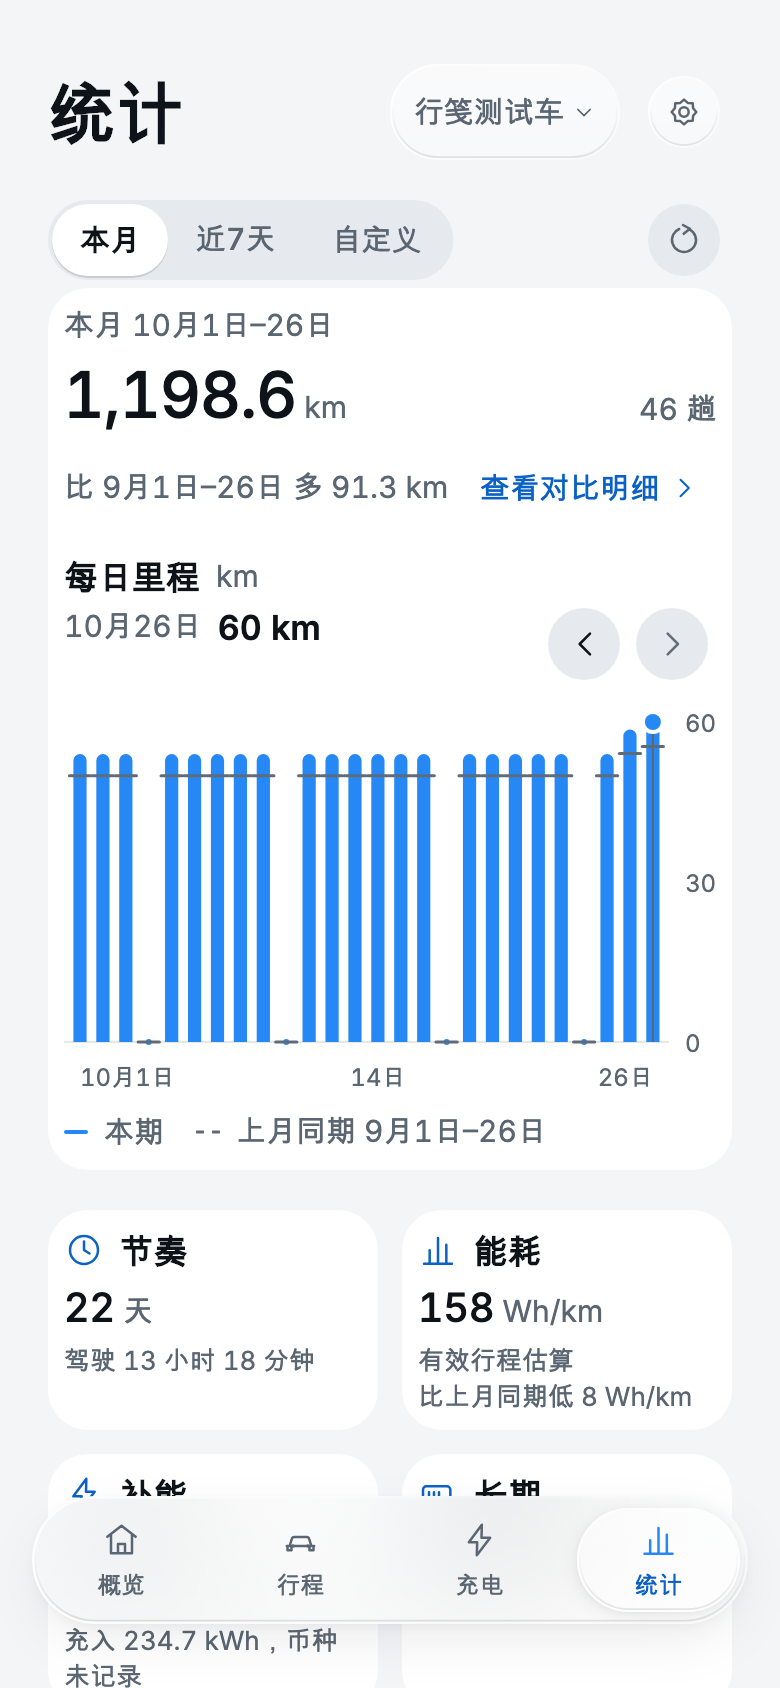 统计
行笺测试车
本月 近7天 自定义
本月 10月1日–26日
1,198.6 km
46 趟
比 9月1日–26日 多 91.3 km 查看对比明细
每日里程 km
10月26日 60 km
60
30
0
10月1日 14日 26日
本期 -- 上月同期 9月1日–26日
节奏
22 天
驾驶 13 小时 18 分钟
能耗
158 Wh/km
有效行程估算
比上月同期低 8 Wh/km
补能
长期
概览 行程 充电 统计
充入 234.7 kWh，币种
未记录